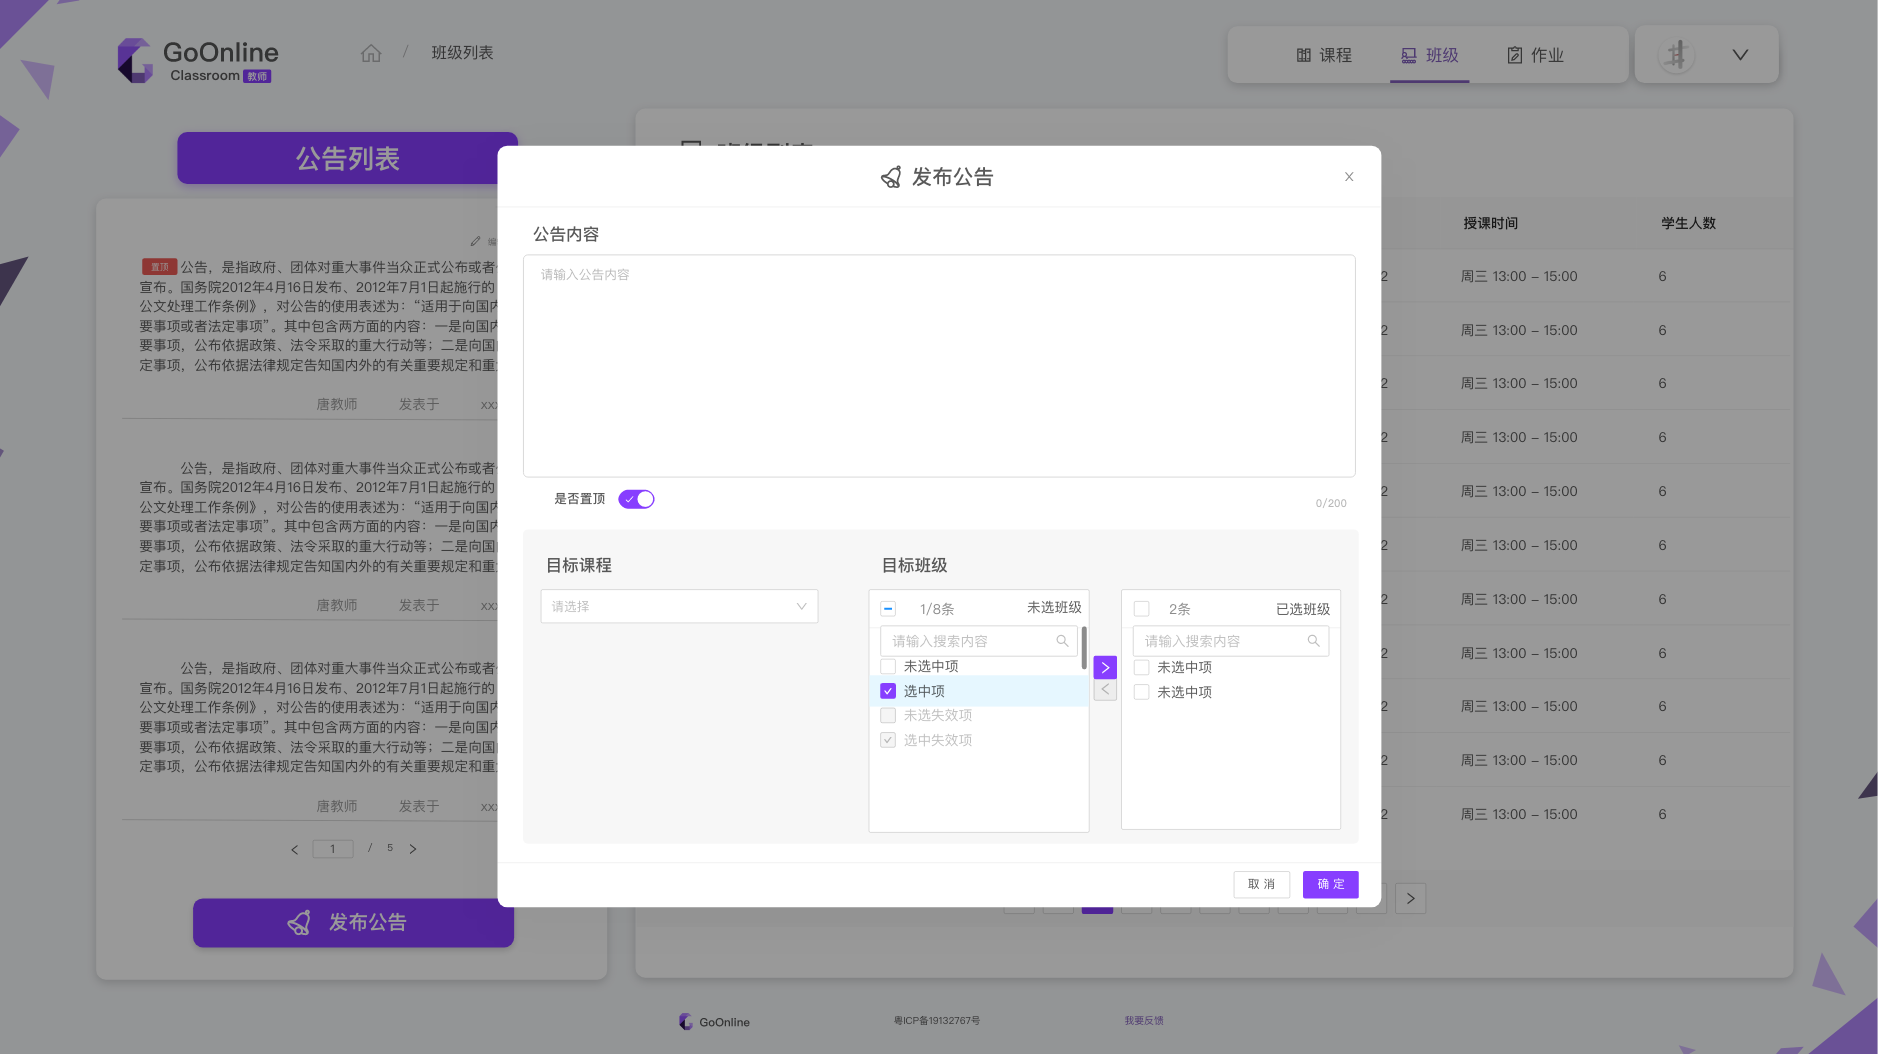 GoOnline
Classroom 教师
/ 班级列表
课程
班级
作业
公告列表
编
置顶 公告，是指政府、团体对重大事件当众正式公布或者
宣布。国务院2012年4月16日发布、2012年7月1日起施行的
公文处理工作条例》，对公告的使用表述为：“适用于向国内
要事项或者法定事项”。其中包含两方面的内容：一是向国内
要事项，公布依据政策、法令采取的重大行动等；二是向国
定事项，公布依据法律规定告知国内外的有关重要规定和重
唐教师 发表于 xx
公告，是指政府、团体对重大事件当众正式公布或者
宣布。国务院2012年4月16日发布、2012年7月1日起施行的
公文处理工作条例》，对公告的使用表述为：“适用于向国内
要事项或者法定事项”。其中包含两方面的内容：一是向国内
要事项，公布依据政策、法令采取的重大行动等；二是向国
定事项，公布依据法律规定告知国内外的有关重要规定和重
唐教师 发表于 xx
公告，是指政府、团体对重大事件当众正式公布或者
宣布。国务院2012年4月16日发布、2012年7月1日起施行的
公文处理工作条例》，对公告的使用表述为：“适用于向国内
要事项或者法定事项”。其中包含两方面的内容：一是向国内
要事项，公布依据政策、法令采取的重大行动等；二是向国
定事项，公布依据法律规定告知国内外的有关重要规定和重
唐教师 发表于 xx
< 1 / 5 >
发布公告
发布公告
x
公告内容
请输入公告内容
是否置顶
0/200
目标课程
请选择
目标班级
1/8条 未选班级
请输入搜索内容
未选中项
选中项
未选失效项
选中失效项
2条 已选班级
请输入搜索内容
未选中项
未选中项
取消
确定
授课时间 学生人数
2 周三 13:00 – 15:00 6
2 周三 13:00 – 15:00 6
2 周三 13:00 – 15:00 6
2 周三 13:00 – 15:00 6
2 周三 13:00 – 15:00 6
2 周三 13:00 – 15:00 6
2 周三 13:00 – 15:00 6
2 周三 13:00 – 15:00 6
2 周三 13:00 – 15:00 6
2 周三 13:00 – 15:00 6
2 周三 13:00 – 15:00 6
GoOnline
粤ICP备19132767号
我要反馈